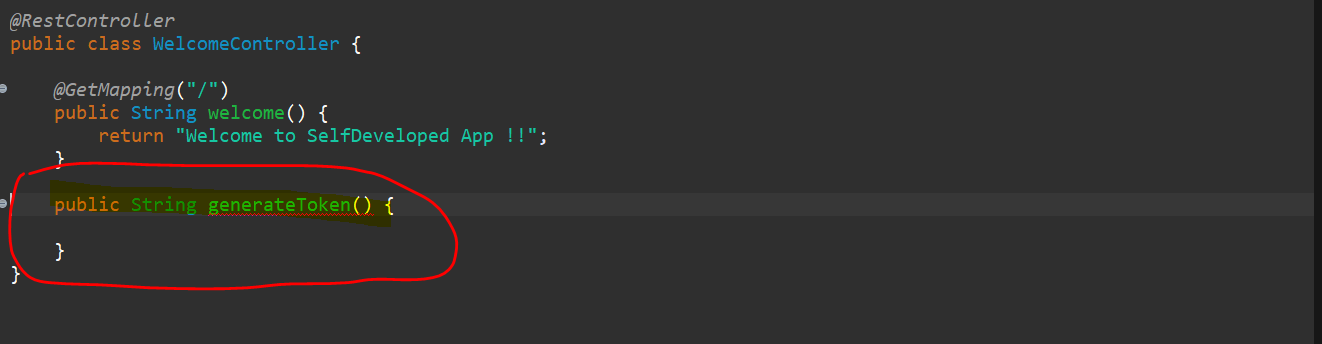 @RestController
public class WelcomeController {
@GetMapping("/")
public String welcome() {
return "Welcome to SelfDeveloped App !!";
}
public String generateToken() {
}
}